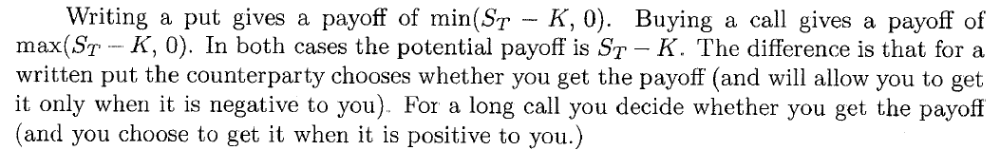 Writing a put gives a payoff of min(S_T − K, 0). Buying a call gives a payoff of
max(S_T − K, 0). In both cases the potential payoff is S_T − K. The difference is that for a
written put the counterparty chooses whether you get the payoff (and will allow you to get
it only when it is negative to you). For a long call you decide whether you get the payoff
(and you choose to get it when it is positive to you.)